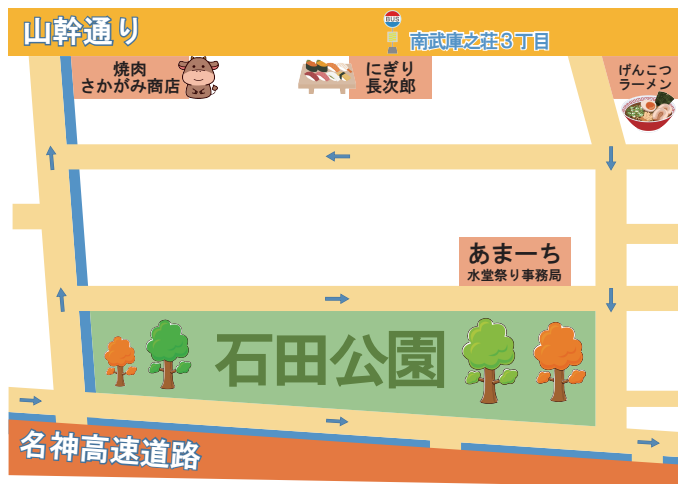 山幹通り
BUS
南武庫之荘３丁目
焼肉
さかがみ商店
にぎり
長次郎
げんこつ
ラーメン
あまーち
水堂祭り事務局
石田公園
名神高速道路